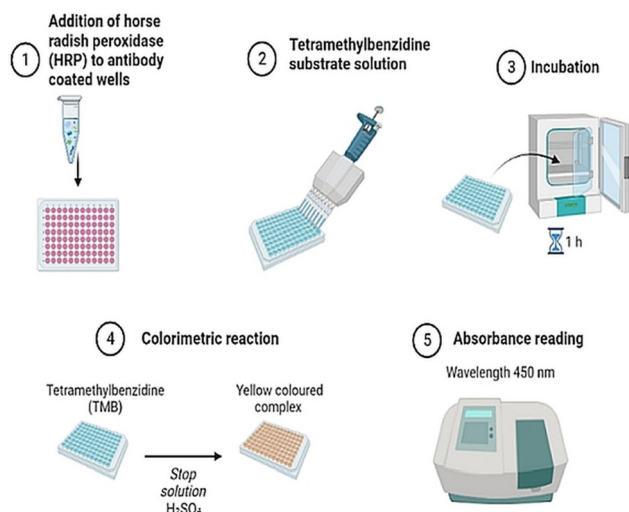 1
Addition of horse
radish peroxidase
(HRP) to antibody
coated wells
2
Tetramethylbenzidine
substrate solution
3
Incubation
1 h
4
Colorimetric reaction
Tetramethylbenzidine
(TMB)
Yellow coloured
complex
Stop
solution
H₂SO₄
5
Absorbance reading
Wavelength 450 nm